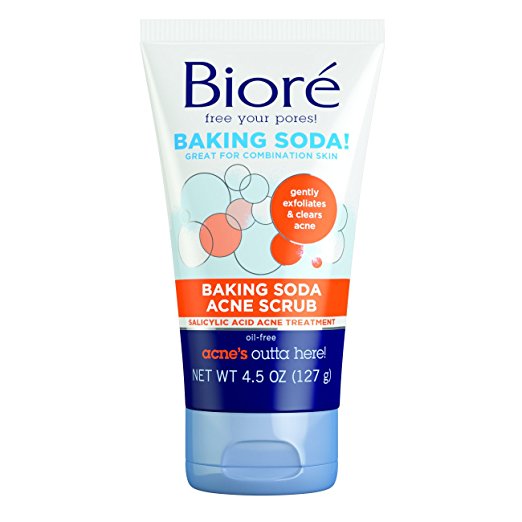 Bioré
free your pores!
BAKING SODA!
GREAT FOR COMBINATION SKIN
gently
exfoliates
& clears
acne
BAKING SODA
ACNE SCRUB
SALICYLIC ACID ACNE TREATMENT
oil-free
acne's outta here!
NET WT 4.5 OZ (127 g)